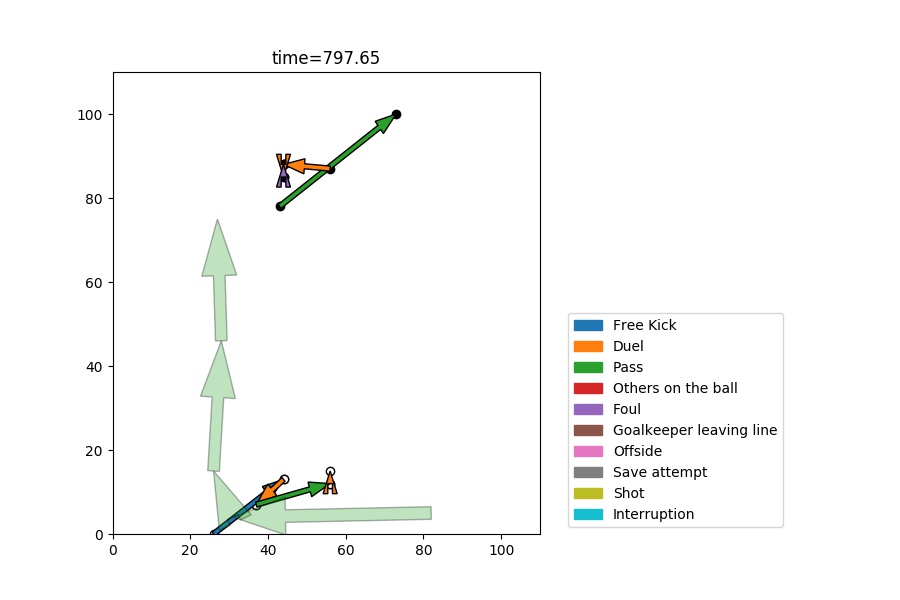 time=797.65
100
80
60
40
20
0
0 20 40 60 80 100
Free Kick
Duel
Pass
Others on the ball
Foul
Goalkeeper leaving line
Offside
Save attempt
Shot
Interruption